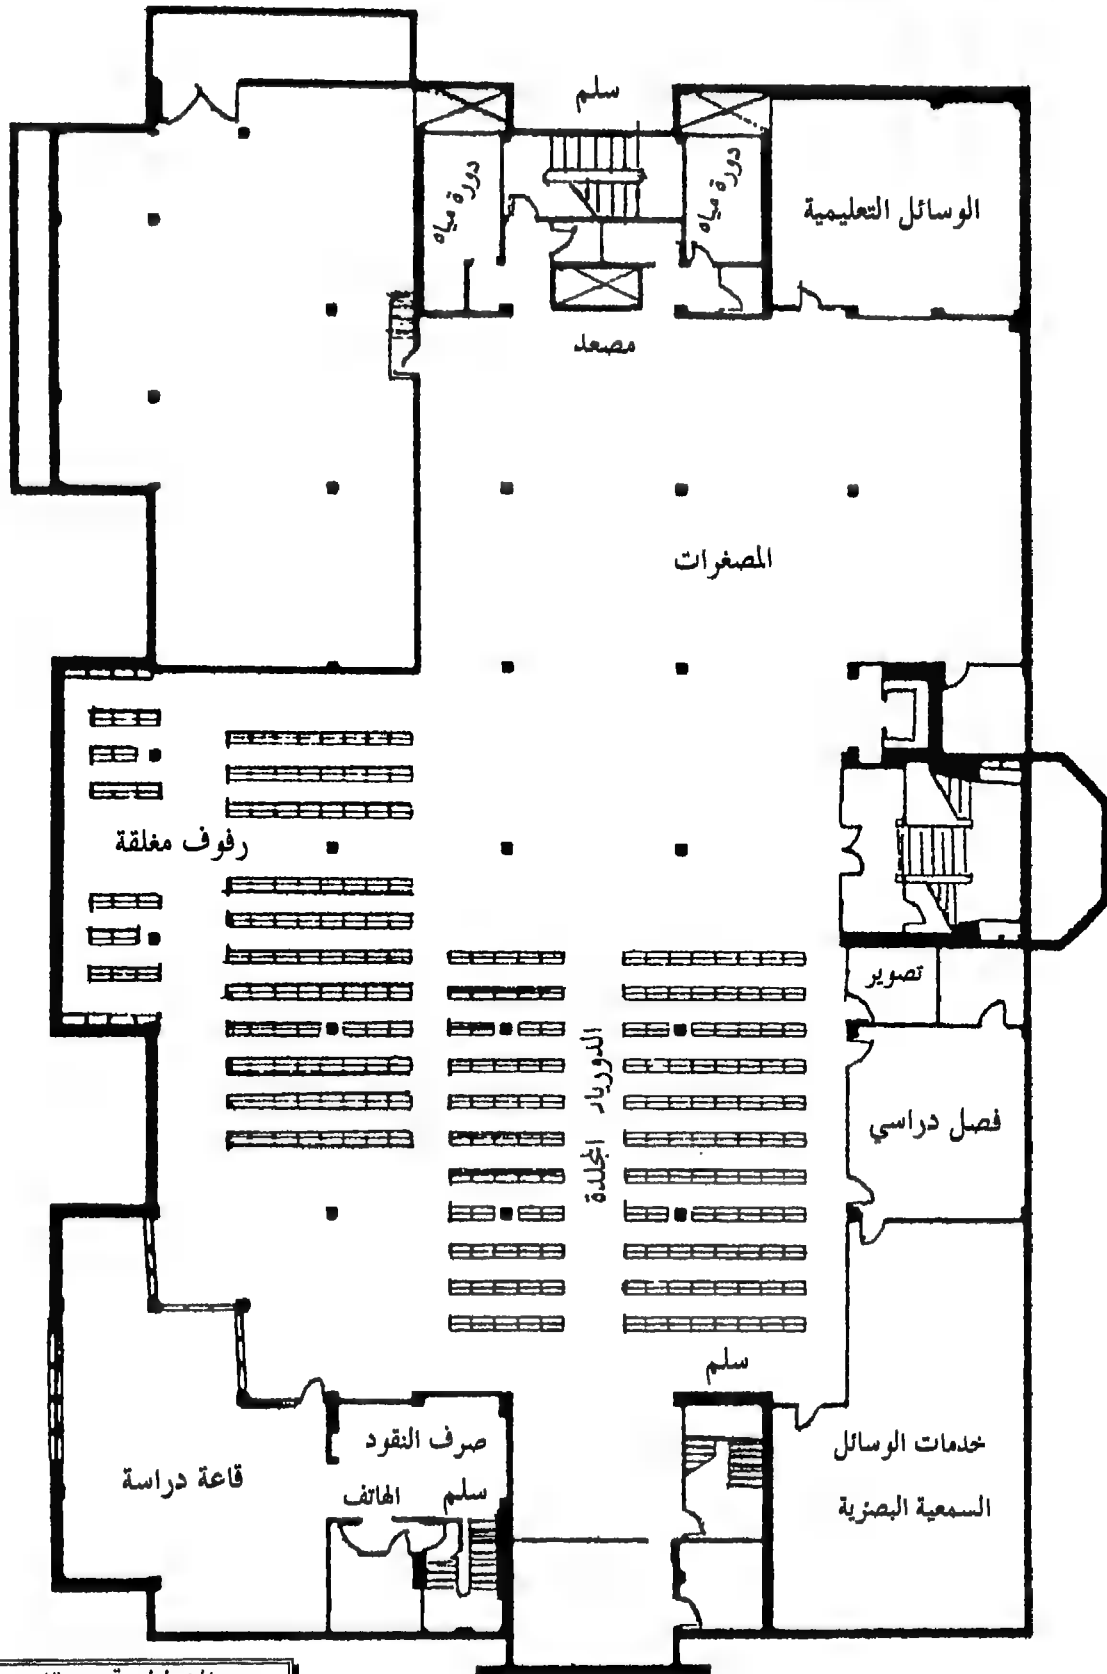 سلم
دورة مياه
دورة مياه
الوسائل التعليمية
مصعد
المصغرات
رفوف مغلقة
تصوير
الدوريار المجلدة
فصل دراسي
سلم
صرف النقود
خدمات الوسائل
السمعية البصرية
قاعة دراسة
الهاتف
سلم